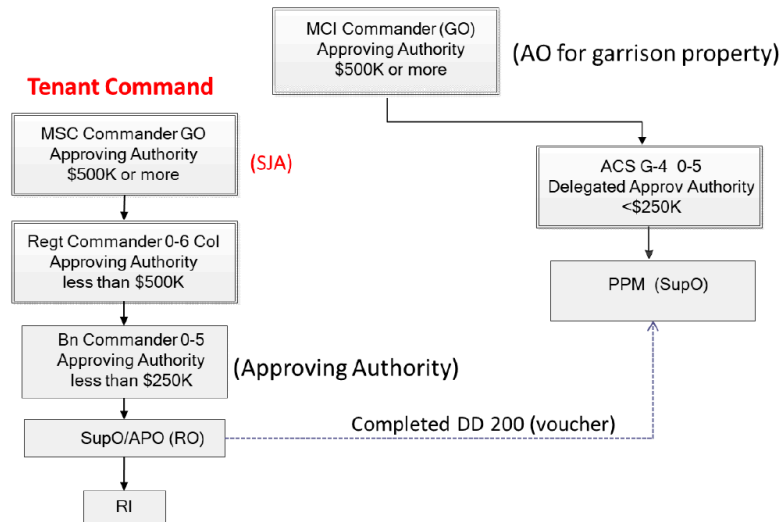 MCI Commander (GO)
Approving Authority
$500K or more
(AO for garrison property)
Tenant Command
MSC Commander GO
Approving Authority
$500K or more
(SJA)
ACS G-4 0-5
Delegated Approv Authority
<$250K
Regt Commander 0-6 Col
Approving Authority
less than $500K
PPM (SupO)
Bn Commander 0-5
Approving Authority
less than $250K
(Approving Authority)
SupO/APO (RO)
Completed DD 200 (voucher)
RI